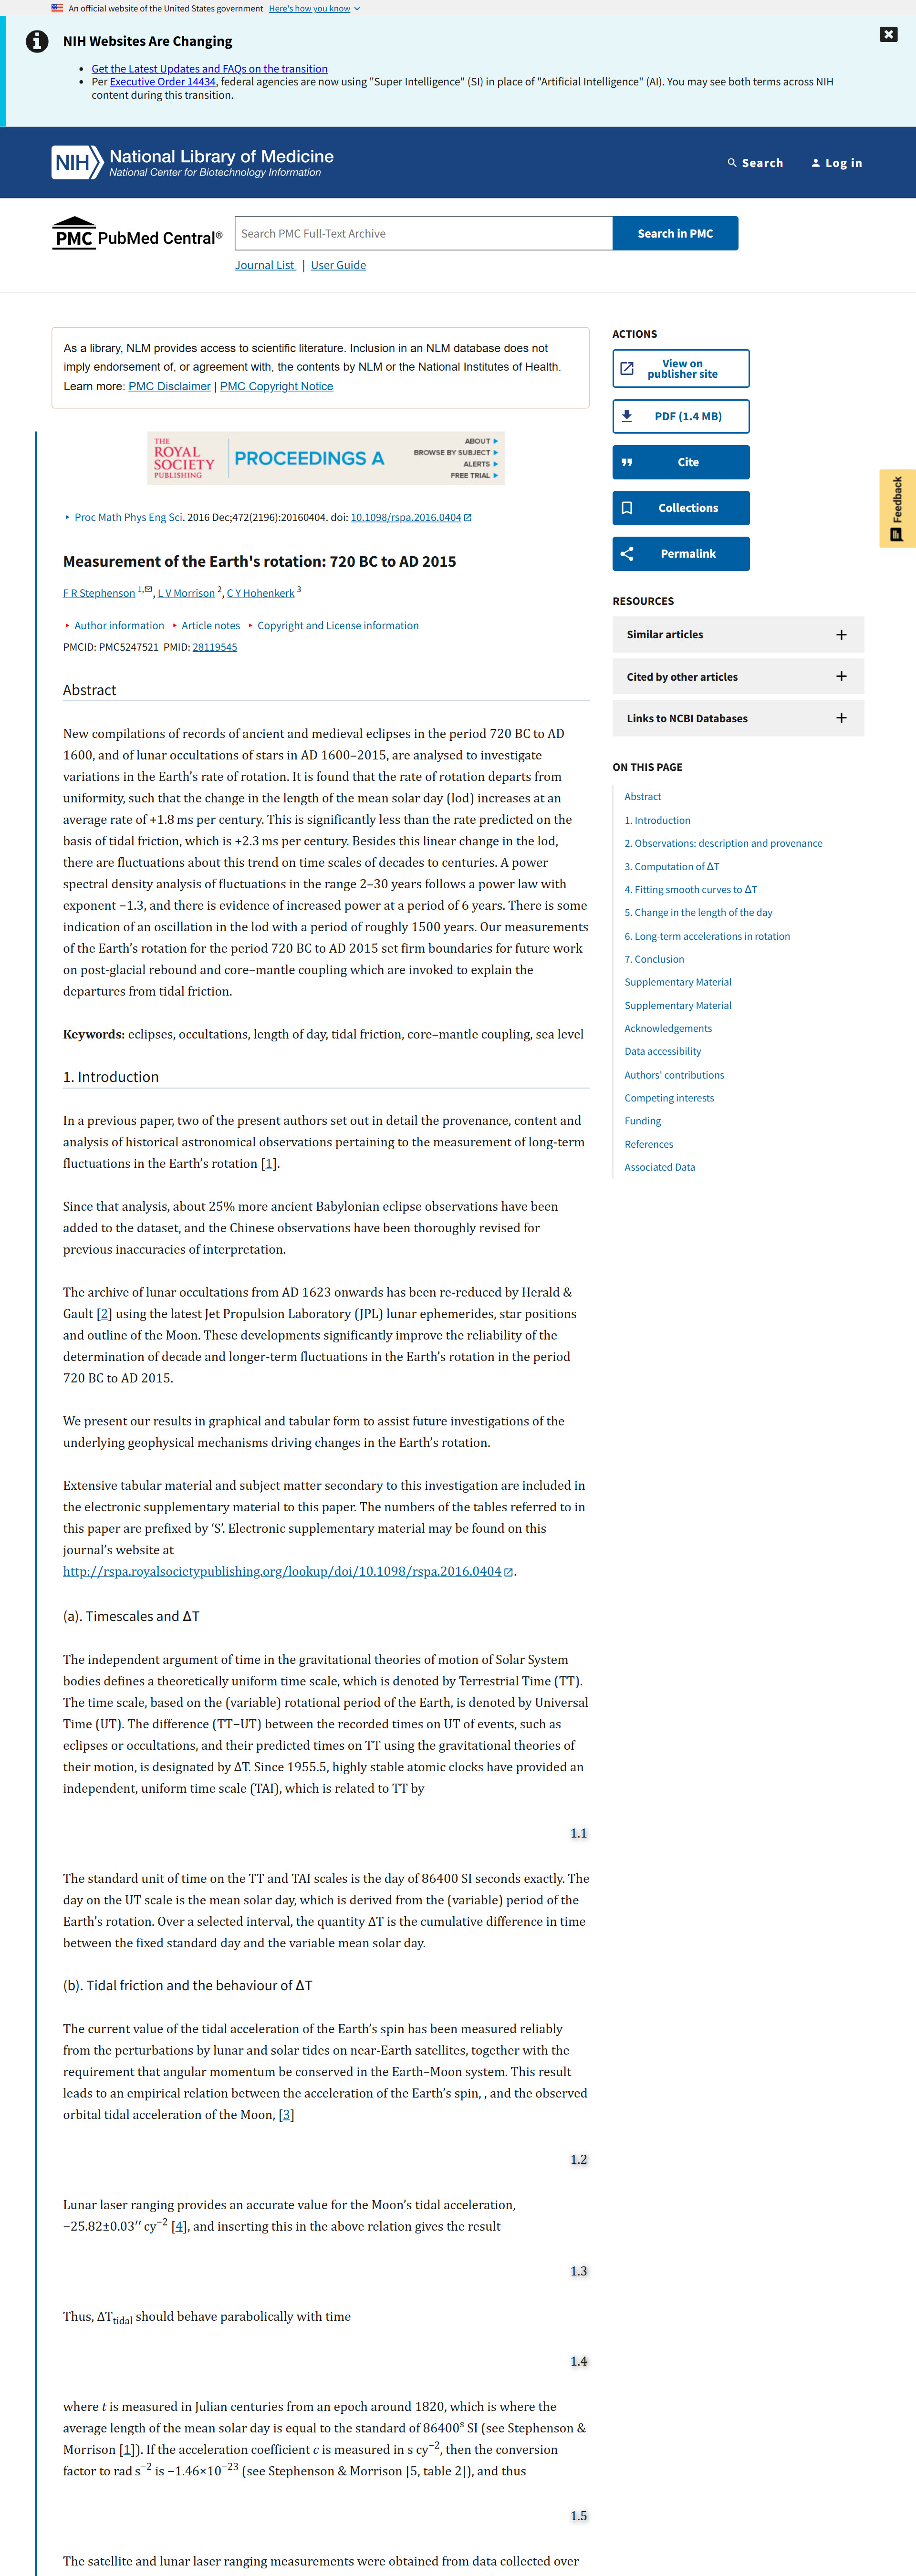 An official website of the United States government Here's how you know
NIH Websites Are Changing
Get the Latest Updates and FAQs on the transition
Per Executive Order 14434, federal agencies are now using "Super Intelligence" (SI) in place of "Artificial Intelligence" (AI). You may see both terms across NIH
content during this transition.
NIH National Library of Medicine
National Center for Biotechnology Information
Search
Log in
PMC PubMed Central®
Search PMC Full-Text Archive
Search in PMC
Journal List | User Guide
As a library, NLM provides access to scientific literature. Inclusion in an NLM database does not
imply endorsement of, or agreement with, the contents by NLM or the National Institutes of Health.
Learn more: PMC Disclaimer | PMC Copyright Notice
THE
ROYAL
SOCIETY
PUBLISHING
PROCEEDINGS A
ABOUT
BROWSE BY SUBJECT
ALERTS
FREE TRIAL
Proc Math Phys Eng Sci. 2016 Dec;472(2196):20160404. doi: 10.1098/rspa.2016.0404
Measurement of the Earth's rotation: 720 BC to AD 2015
F R Stephenson 1,✉, L V Morrison 2, C Y Hohenkerk 3
Author information Article notes Copyright and License information
PMCID: PMC5247521 PMID: 28119545
Abstract
New compilations of records of ancient and medieval eclipses in the period 720 BC to AD
1600, and of lunar occultations of stars in AD 1600–2015, are analysed to investigate
variations in the Earth's rate of rotation. It is found that the rate of rotation departs from
uniformity, such that the change in the length of the mean solar day (lod) increases at an
average rate of +1.8 ms per century. This is significantly less than the rate predicted on the
basis of tidal friction, which is +2.3 ms per century. Besides this linear change in the lod,
there are fluctuations about this trend on time scales of decades to centuries. A power
spectral density analysis of fluctuations in the range 2–30 years follows a power law with
exponent −1.3, and there is evidence of increased power at a period of 6 years. There is some
indication of an oscillation in the lod with a period of roughly 1500 years. Our measurements
of the Earth's rotation for the period 720 BC to AD 2015 set firm boundaries for future work
on post-glacial rebound and core–mantle coupling which are invoked to explain the
departures from tidal friction.
Keywords: eclipses, occultations, length of day, tidal friction, core–mantle coupling, sea level
1. Introduction
In a previous paper, two of the present authors set out in detail the provenance, content and
analysis of historical astronomical observations pertaining to the measurement of long-term
fluctuations in the Earth's rotation [1].
Since that analysis, about 25% more ancient Babylonian eclipse observations have been
added to the dataset, and the Chinese observations have been thoroughly revised for
previous inaccuracies of interpretation.
The archive of lunar occultations from AD 1623 onwards has been re-reduced by Herald &
Gault [2] using the latest Jet Propulsion Laboratory (JPL) lunar ephemerides, star positions
and outline of the Moon. These developments significantly improve the reliability of the
determination of decade and longer-term fluctuations in the Earth's rotation in the period
720 BC to AD 2015.
We present our results in graphical and tabular form to assist future investigations of the
underlying geophysical mechanisms driving changes in the Earth's rotation.
Extensive tabular material and subject matter secondary to this investigation are included in
the electronic supplementary material to this paper. The numbers of the tables referred to in
this paper are prefixed by ‘S’. Electronic supplementary material may be found on this
journal's website at
http://rspa.royalsocietypublishing.org/lookup/doi/10.1098/rspa.2016.0404.
(a). Timescales and ΔT
The independent argument of time in the gravitational theories of motion of Solar System
bodies defines a theoretically uniform time scale, which is denoted by Terrestrial Time (TT).
The time scale, based on the (variable) rotational period of the Earth, is denoted by Universal
Time (UT). The difference (TT−UT) between the recorded times on UT of events, such as
eclipses or occultations, and their predicted times on TT using the gravitational theories of
their motion, is designated by ΔT. Since 1955.5, highly stable atomic clocks have provided an
independent, uniform time scale (TAI), which is related to TT by
1.1
The standard unit of time on the TT and TAI scales is the day of 86400 SI seconds exactly. The
day on the UT scale is the mean solar day, which is derived from the (variable) period of the
Earth's rotation. Over a selected interval, the quantity ΔT is the cumulative difference in time
between the fixed standard day and the variable mean solar day.
(b). Tidal friction and the behaviour of ΔT
The current value of the tidal acceleration of the Earth's spin has been measured reliably
from the perturbations by lunar and solar tides on near-Earth satellites, together with the
requirement that angular momentum be conserved in the Earth–Moon system. This result
leads to an empirical relation between the acceleration of the Earth's spin, , and the observed
orbital tidal acceleration of the Moon, [3]
1.2
Lunar laser ranging provides an accurate value for the Moon's tidal acceleration,
−25.82±0.03″ cy−2 [4], and inserting this in the above relation gives the result
1.3
Thus, ΔTtidal should behave parabolically with time
1.4
where t is measured in Julian centuries from an epoch around 1820, which is where the
average length of the mean solar day is equal to the standard of 86400s SI (see Stephenson &
Morrison [1]). If the acceleration coefficient c is measured in s cy−2, then the conversion
factor to rad s−2 is −1.46×10−23 (see Stephenson & Morrison [5, table 2]), and thus
1.5
The satellite and lunar laser ranging measurements were obtained from data collected over
ACTIONS
View on
publisher site
PDF (1.4 MB)
Cite
Collections
Permalink
RESOURCES
Similar articles
Cited by other articles
Links to NCBI Databases
ON THIS PAGE
Abstract
1. Introduction
2. Observations: description and provenance
3. Computation of ΔT
4. Fitting smooth curves to ΔT
5. Change in the length of the day
6. Long-term accelerations in rotation
7. Conclusion
Supplementary Material
Supplementary Material
Acknowledgements
Data accessibility
Authors' contributions
Competing interests
Funding
References
Associated Data
Feedback